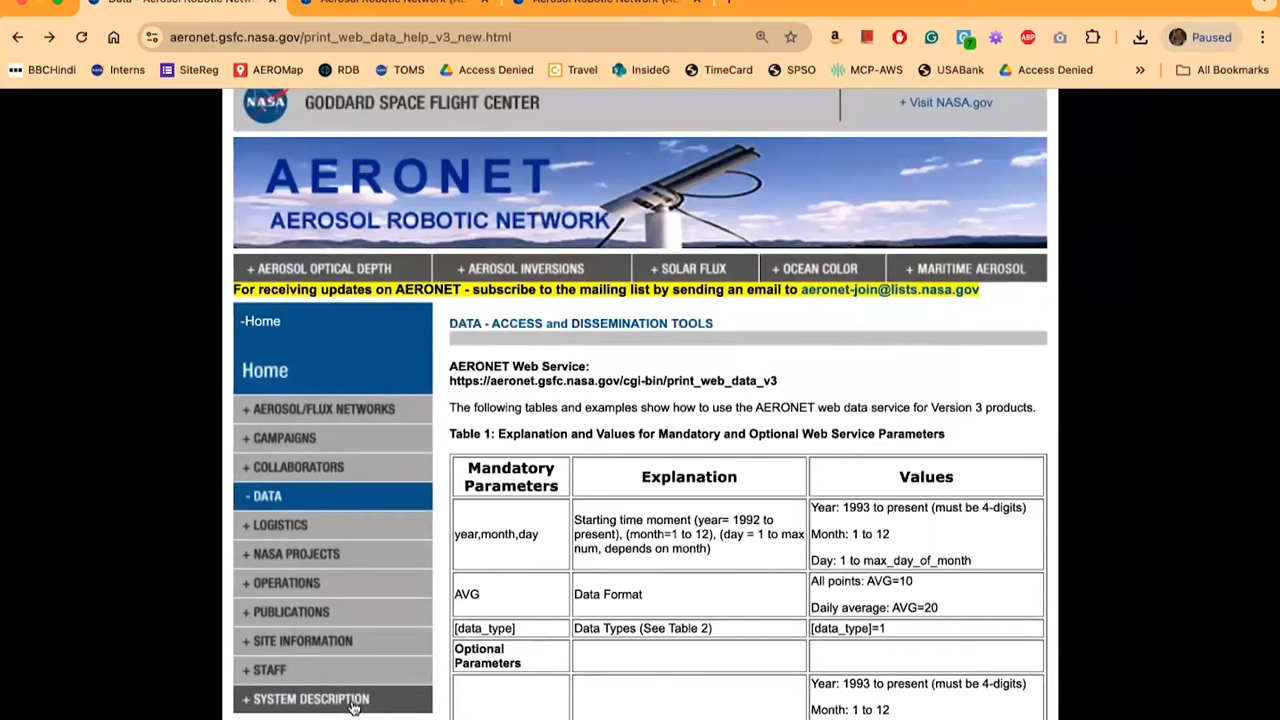 Aerosol Robotic Network (A
Aerosol Robotic Network (A
aeronet.gsfc.nasa.gov/print_web_data_help_v3_new.html
7
ABP
Paused
BBCHindi
Interns
SiteReg
AEROMap
RDB
TOMS
Access Denied
Travel
InsideG
TimeCard
SPSO
MCP-AWS
USABank
Access Denied
»
All Bookmarks
NASA
GODDARD SPACE FLIGHT CENTER
+ Visit NASA.gov
AERONET
AEROSOL ROBOTIC NETWORK
+ AEROSOL OPTICAL DEPTH
+ AEROSOL INVERSIONS
+ SOLAR FLUX
+ OCEAN COLOR
+ MARITIME AEROSOL
For receiving updates on AERONET - subscribe to the mailing list by sending an email to aeronet-join@lists.nasa.gov
-Home
Home
+ AEROSOL/FLUX NETWORKS
+ CAMPAIGNS
+ COLLABORATORS
- DATA
+ LOGISTICS
+ NASA PROJECTS
+ OPERATIONS
+ PUBLICATIONS
+ SITE INFORMATION
+ STAFF
+ SYSTEM DESCRIPTION
DATA - ACCESS and DISSEMINATION TOOLS
AERONET Web Service:
https://aeronet.gsfc.nasa.gov/cgi-bin/print_web_data_v3
The following tables and examples show how to use the AERONET web data service for Version 3 products.
Table 1: Explanation and Values for Mandatory and Optional Web Service Parameters
Mandatory
Parameters
Explanation
Values
year,month,day
Starting time moment (year= 1992 to
present), (month=1 to 12), (day = 1 to max
num, depends on month)
Year: 1993 to present (must be 4-digits)
Month: 1 to 12
Day: 1 to max_day_of_month
AVG
Data Format
All points: AVG=10
Daily average: AVG=20
[data_type]
Data Types (See Table 2)
[data_type]=1
Optional
Parameters
Year: 1993 to present (must be 4-digits)
Month: 1 to 12